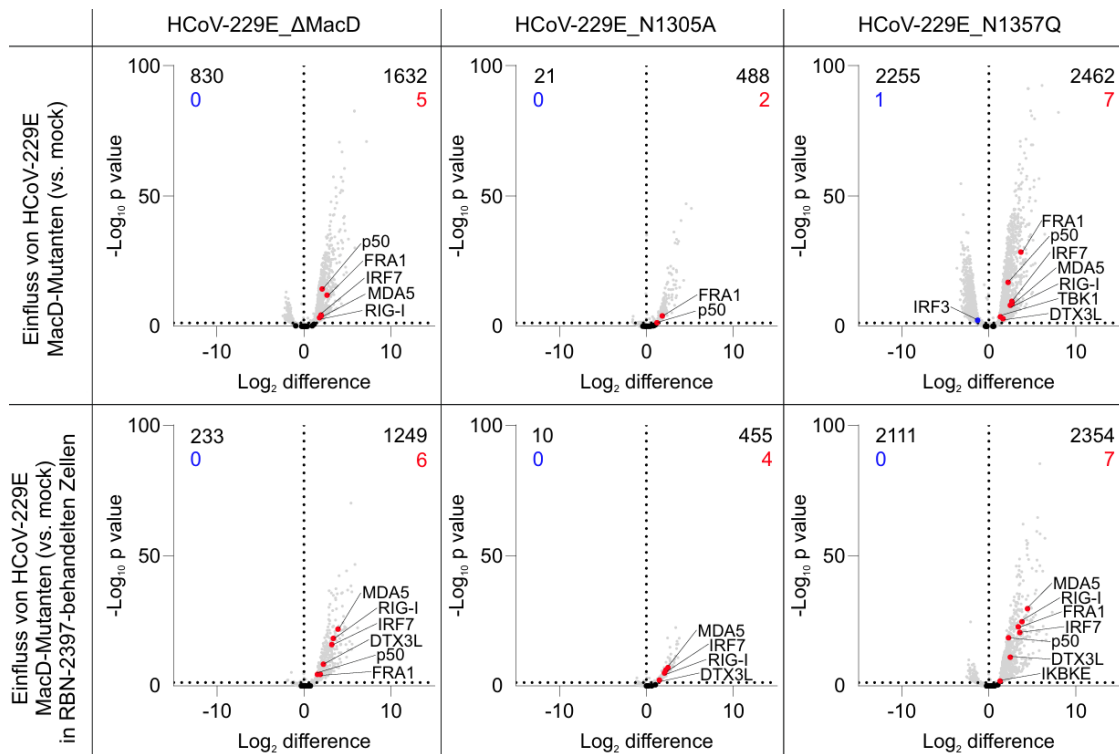 HCoV-229E_ΔMacD
HCoV-229E_N1305A
HCoV-229E_N1357Q
Einfluss von HCoV-229E
MacD-Mutanten (vs. mock)
100
50
0
-Log₁₀ p value
830
0
1632
5
p50
FRA1
IRF7
MDA5
RIG-I
-10 0 10
Log₂ difference
100
50
0
-Log₁₀ p value
21
0
488
2
FRA1
p50
-10 0 10
Log₂ difference
100
50
0
-Log₁₀ p value
2255
1
2462
7
FRA1
p50
IRF7
MDA5
RIG-I
TBK1
DTX3L
IRF3
-10 0 10
Log₂ difference
Einfluss von HCoV-229E
MacD-Mutanten (vs. mock)
in RBN-2397-behandelten Zellen
100
50
0
-Log₁₀ p value
233
0
1249
6
MDA5
RIG-I
IRF7
DTX3L
p50
FRA1
-10 0 10
Log₂ difference
100
50
0
-Log₁₀ p value
10
0
455
4
MDA5
IRF7
RIG-I
DTX3L
-10 0 10
Log₂ difference
100
50
0
-Log₁₀ p value
2111
0
2354
7
MDA5
RIG-I
FRA1
IRF7
p50
DTX3L
IKBKE
-10 0 10
Log₂ difference